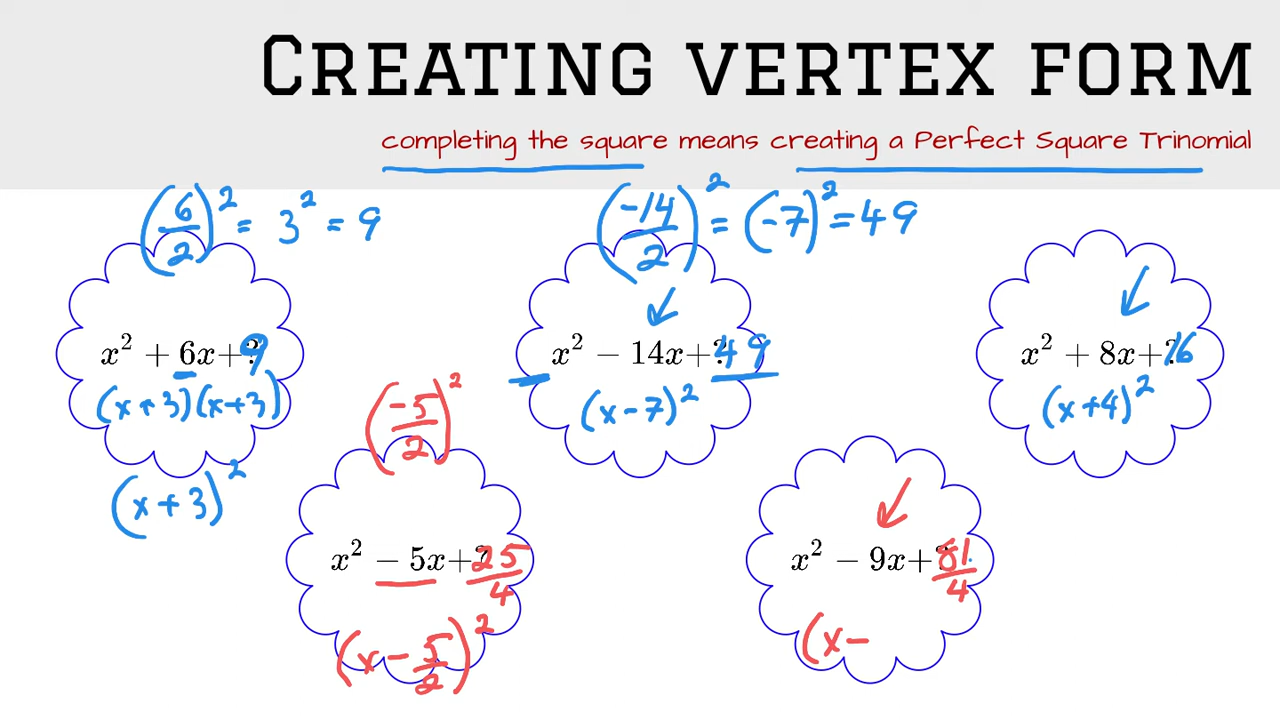 CREATING VERTEX FORM
completing the square means creating a Perfect Square Trinomial
(6/2)² = 3² = 9
(-14/2)² = (-7)² = 49
x² + 6x+9
(x+3)(x+3)
(x+3)²
x² − 14x+49
(x-7)²
x² + 8x+16
(x+4)²
(-5/2)²
x² − 5x+25/4
(x-5/2)²
x² − 9x+81/4
(x-